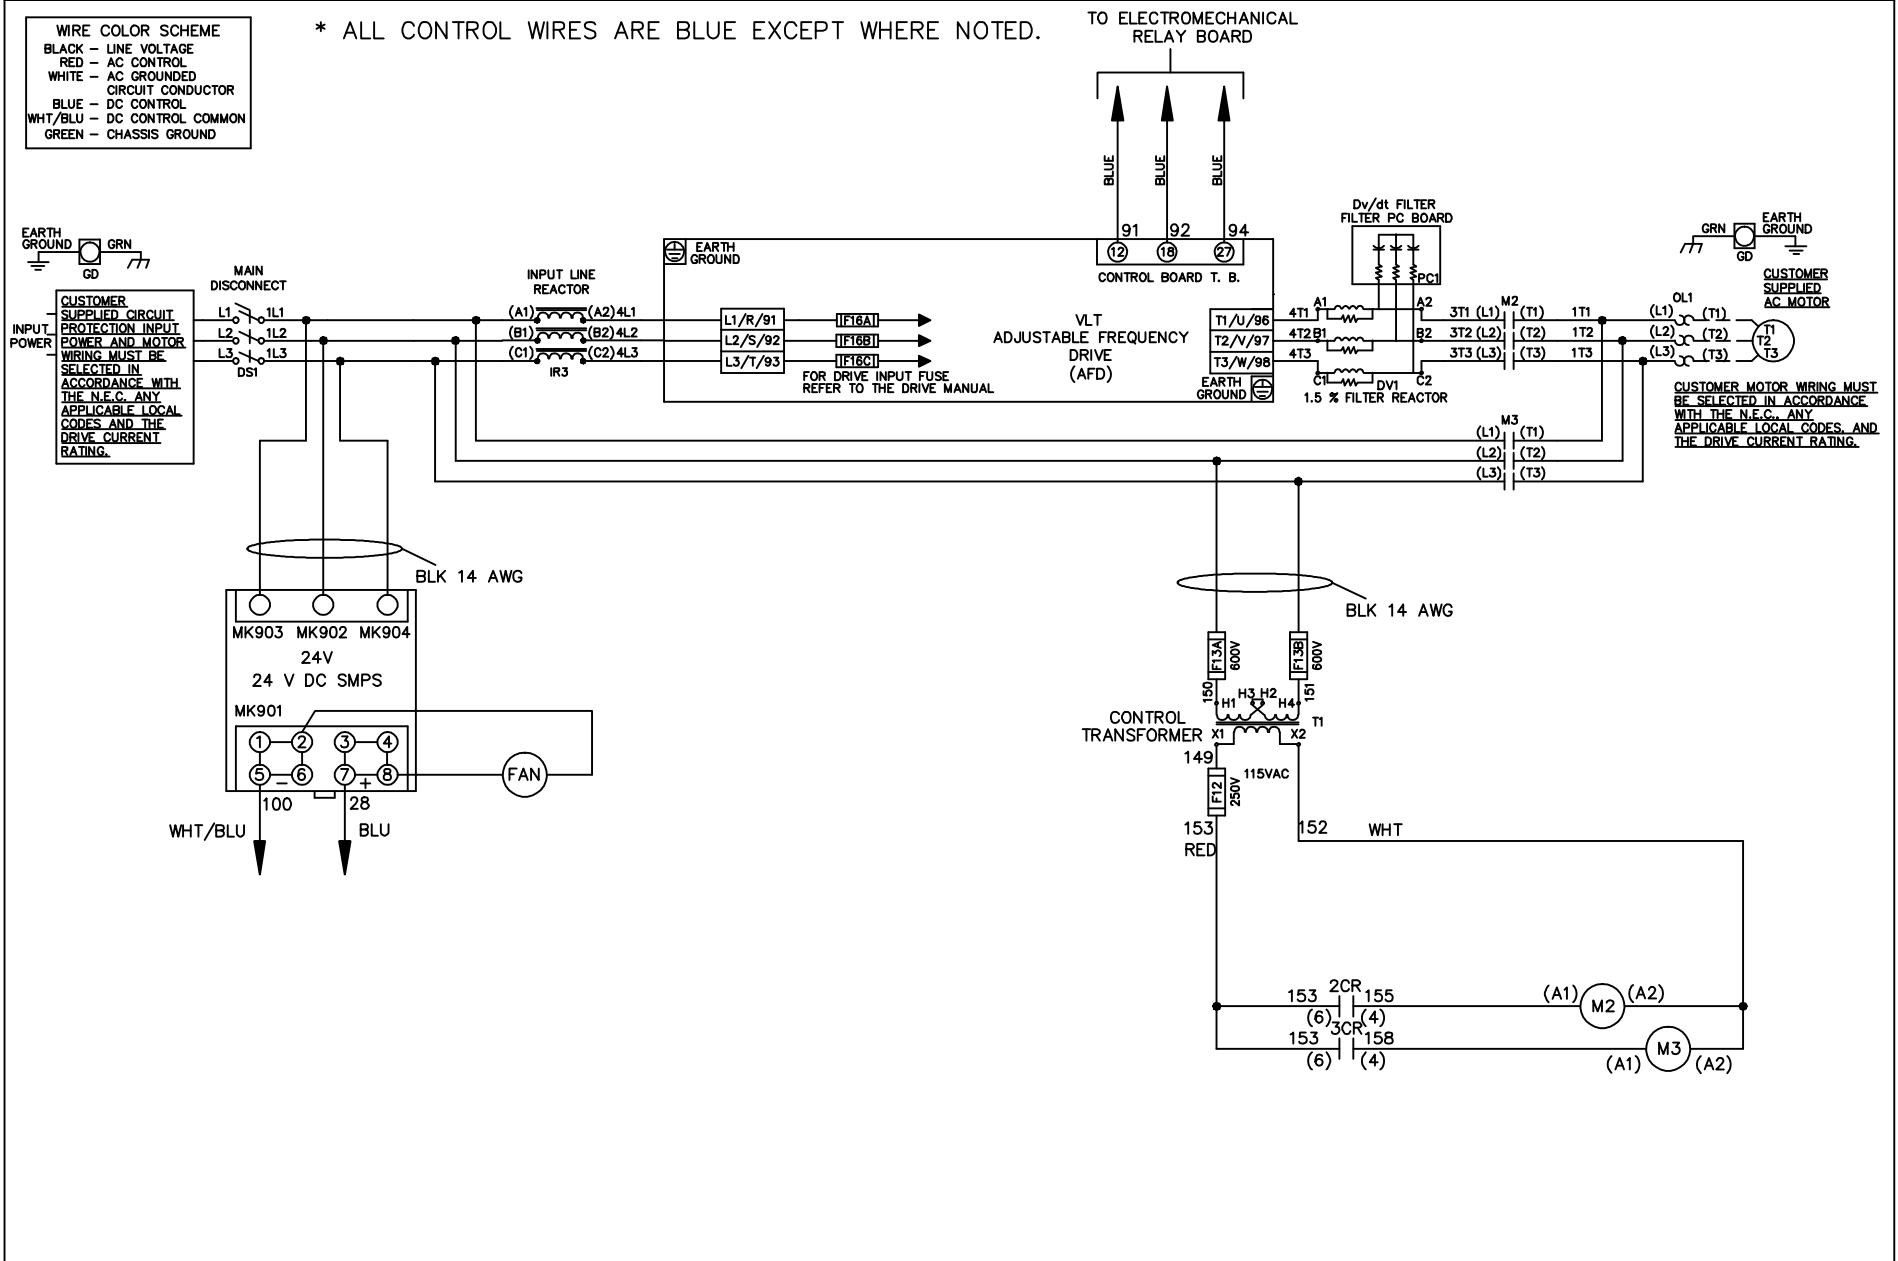 WIRE COLOR SCHEME
BLACK – LINE VOLTAGE
RED – AC CONTROL
WHITE – AC GROUNDED
CIRCUIT CONDUCTOR
BLUE – DC CONTROL
WHT/BLU – DC CONTROL COMMON
GREEN – CHASSIS GROUND
* ALL CONTROL WIRES ARE BLUE EXCEPT WHERE NOTED.
TO ELECTROMECHANICAL
RELAY BOARD
BLUE
BLUE
BLUE
91 92 94
12 18 27
CONTROL BOARD T. B.
EARTH
GROUND
GRN
GD
INPUT
POWER
CUSTOMER
SUPPLIED CIRCUIT
PROTECTION INPUT
POWER AND MOTOR
WIRING MUST BE
SELECTED IN
ACCORDANCE WITH
THE N.E.C. ANY
APPLICABLE LOCAL
CODES AND THE
DRIVE CURRENT
RATING.
MAIN
DISCONNECT
L1 1L1
L2 1L2
L3 1L3
DS1
INPUT LINE
REACTOR
(A1) (A2) 4L1
(B1) (B2) 4L2
(C1) (C2) 4L3
IR3
EARTH
GROUND
L1/R/91
L2/S/92
L3/T/93
F16A
F16B
F16C
FOR DRIVE INPUT FUSE
REFER TO THE DRIVE MANUAL
VLT
ADJUSTABLE FREQUENCY
DRIVE
(AFD)
T1/U/96
T2/V/97
T3/W/98
EARTH
GROUND
Dv/dt FILTER
FILTER PC BOARD
PC1
4T1 A1 A2
4T2 B1 B2
4T3
C1 C2
DV1
1.5 % FILTER REACTOR
M2
3T1 (L1) (T1) 1T1
3T2 (L2) (T2) 1T2
3T3 (L3) (T3) 1T3
OL1
(L1) (T1)
(L2) (T2)
(L3) (T3)
GRN
EARTH
GROUND
GD
CUSTOMER
SUPPLIED
AC MOTOR
T1
T2
T3
CUSTOMER MOTOR WIRING MUST
BE SELECTED IN ACCORDANCE
WITH THE N.E.C., ANY
APPLICABLE LOCAL CODES, AND
THE DRIVE CURRENT RATING.
M3
(L1) (T1)
(L2) (T2)
(L3) (T3)
BLK 14 AWG
MK903 MK902 MK904
24V
24 V DC SMPS
MK901
1 2 3 4
5 – 6 7 + 8
FAN
100 28
WHT/BLU BLU
BLK 14 AWG
F13A
600V
F13B
600V
150
151
H1 H3 H2 H4
T1
CONTROL
TRANSFORMER
X1 X2
149
115VAC
F12
250V
153
RED
152 WHT
2CR
153 155
(6) (4)
(A1) M2 (A2)
3CR
153 158
(6) (4)
(A1) M3 (A2)